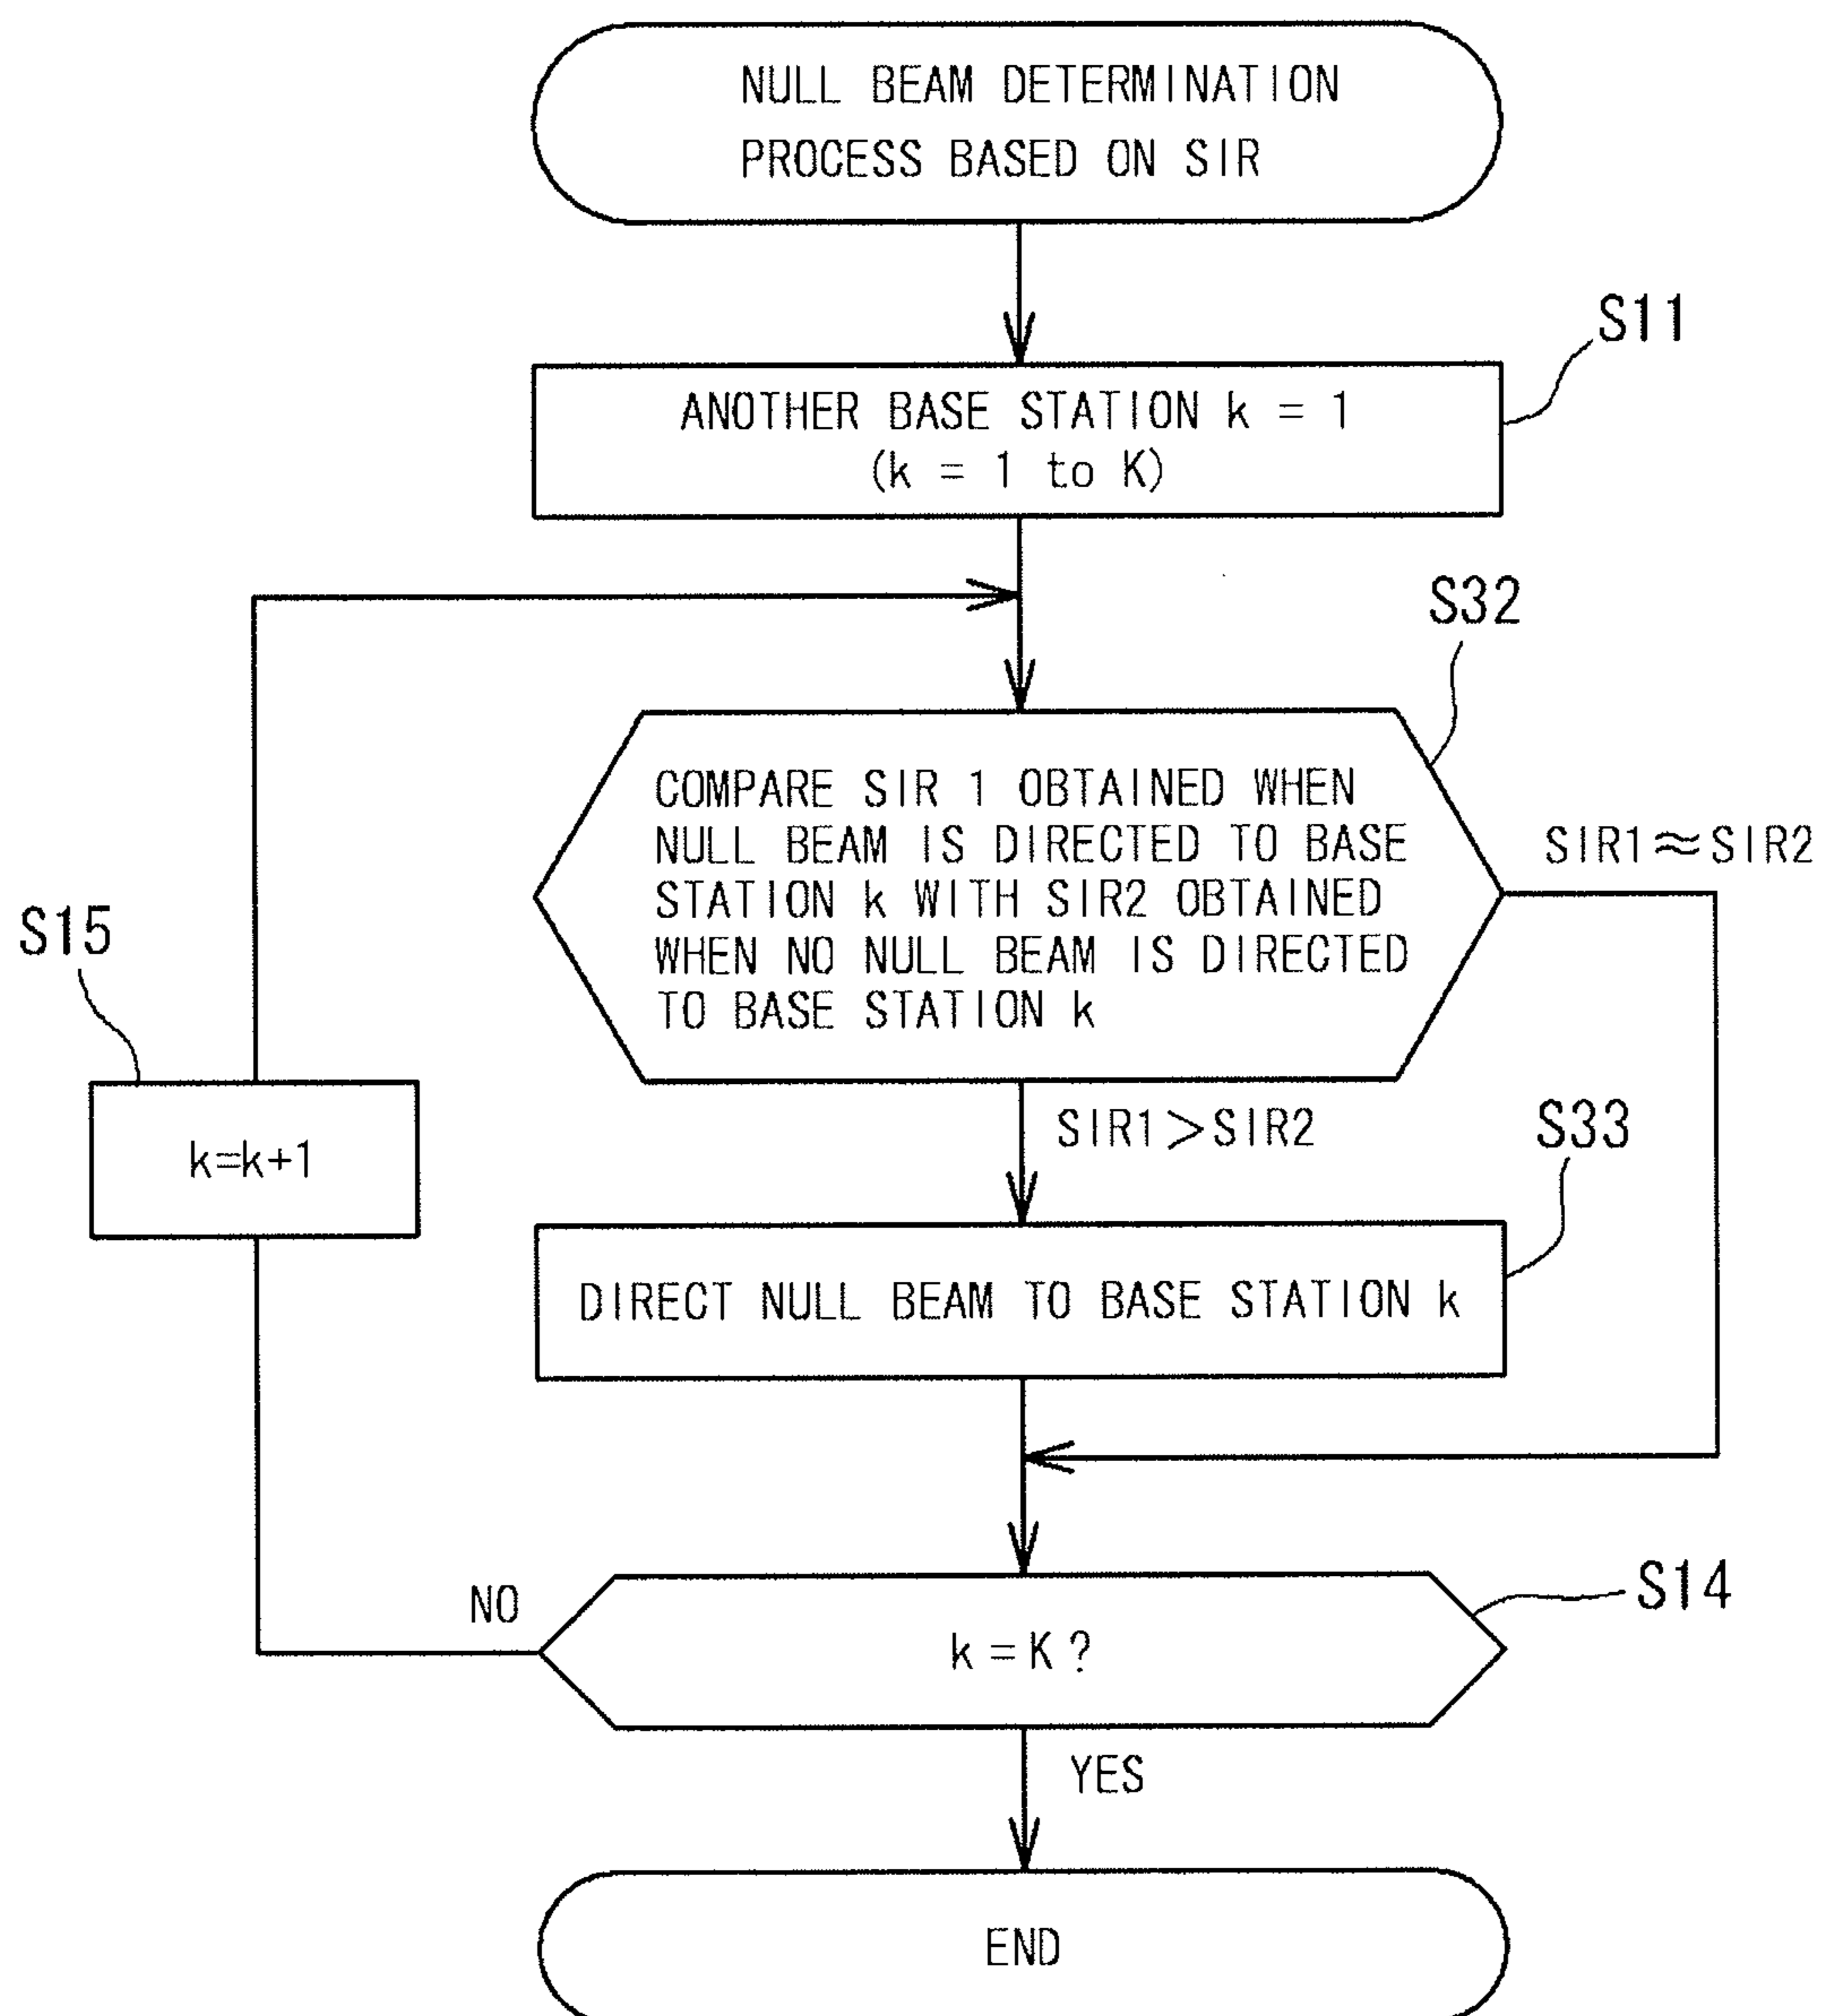 NULL BEAM DETERMINATION
PROCESS BASED ON SIR
S11
ANOTHER BASE STATION k = 1
(k = 1 to K)
S32
COMPARE SIR 1 OBTAINED WHEN
NULL BEAM IS DIRECTED TO BASE
STATION k WITH SIR2 OBTAINED
WHEN NO NULL BEAM IS DIRECTED
TO BASE STATION k
SIR1≈SIR2
S15
k=k+1
SIR1>SIR2
S33
DIRECT NULL BEAM TO BASE STATION k
NO
S14
k=K?
YES
END